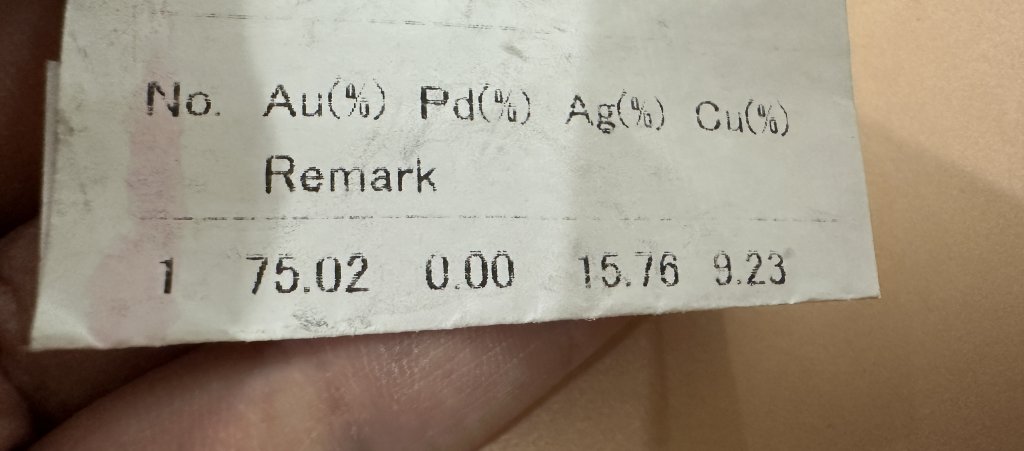 No. Au(%) Pd(%) Ag(%) Cu(%)
Remark
1 75.02 0.00 15.76 9.23